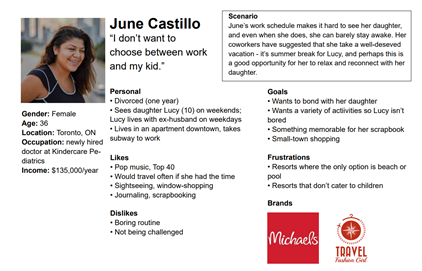 June Castillo
"I don't want to
choose between work
and my kid."
Scenario
June's work schedule makes it hard to see her daughter,
and even when she does, she can barely stay awake. Her
coworkers have suggested that she take a well-deseved
vacation - it's summer break for Lucy, and perhaps this is
a good opportunity for her to relax and reconnect with her
daughter.
Gender: Female
Age: 36
Location: Toronto, ON
Occupation: newly hired
doctor at Kindercare Pe-
diatrics
Income: $135,000/year
Personal
• Divorced (one year)
• Sees daughter Lucy (10) on weekends;
Lucy lives with ex-husband on weekdays
• Lives in an apartment downtown, takes
subway to work
Likes
• Pop music, Top 40
• Would travel often if she had the time
• Sightseeing, window-shopping
• Journaling, scrapbooking
Dislikes
• Boring routine
• Not being challenged
Goals
• Wants to bond with her daughter
• Wants a variety of activiities so Lucy isn't
bored
• Something memorable for her scrapbook
• Small-town shopping
Frustrations
• Resorts where the only option is beach or
pool
• Resorts that don't cater to children
Brands
Michaels
TRAVEL
Fashion Girl